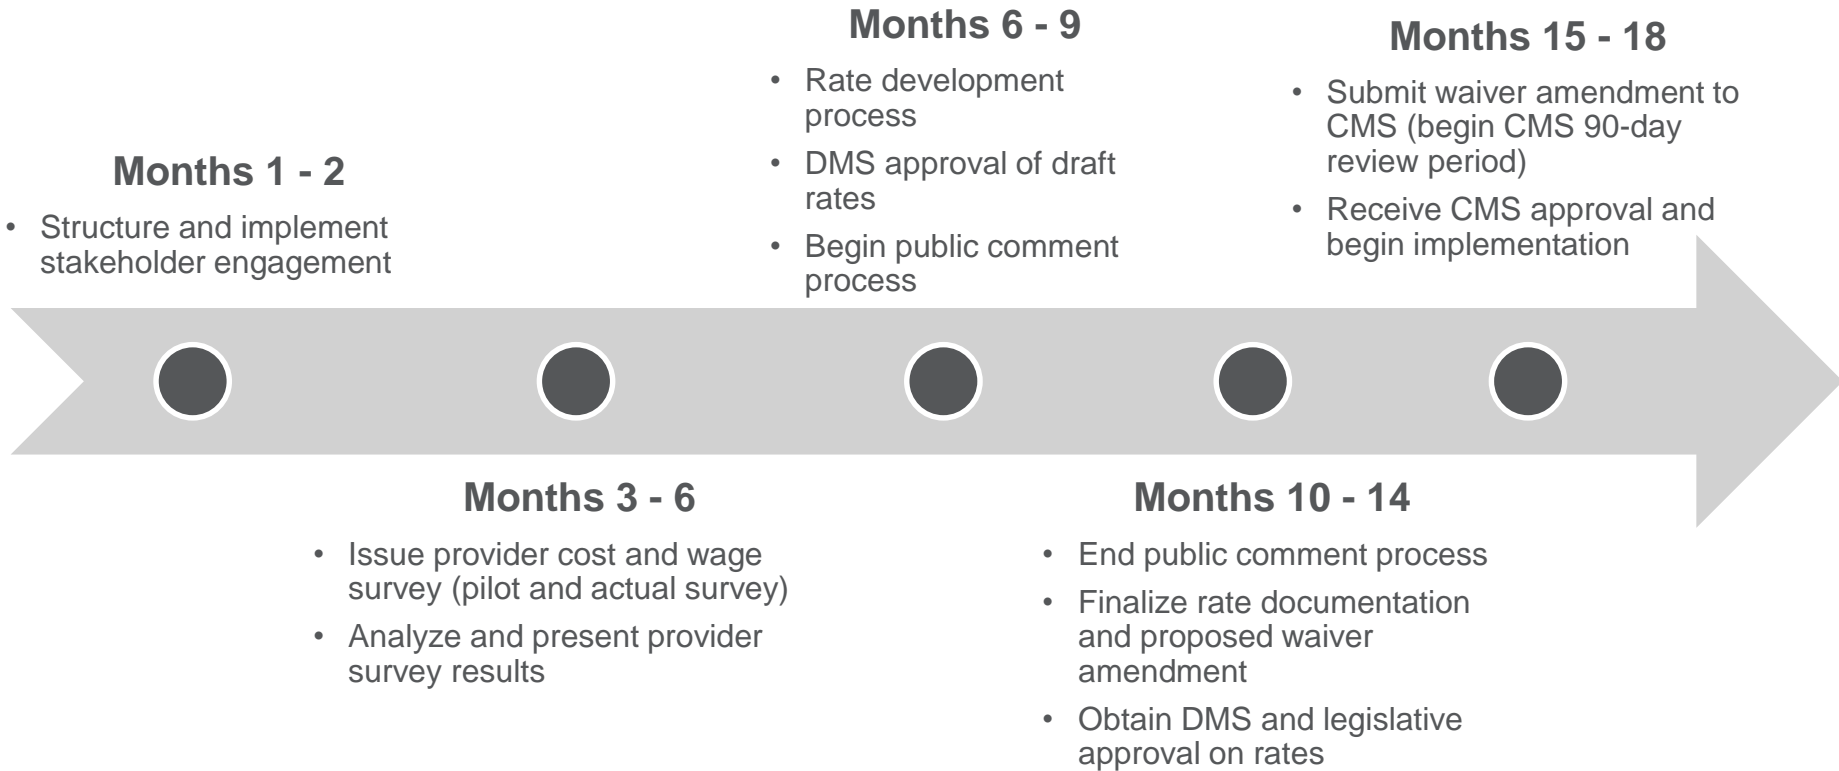 Months 1 - 2
• Structure and implement
stakeholder engagement
Months 3 - 6
• Issue provider cost and wage
survey (pilot and actual survey)
• Analyze and present provider
survey results
Months 6 - 9
• Rate development
process
• DMS approval of draft
rates
• Begin public comment
process
Months 10 - 14
• End public comment process
• Finalize rate documentation
and proposed waiver
amendment
• Obtain DMS and legislative
approval on rates
Months 15 - 18
• Submit waiver amendment to
CMS (begin CMS 90-day
review period)
• Receive CMS approval and
begin implementation